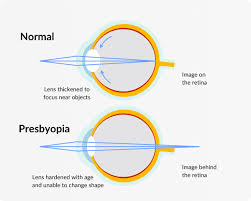 Normal
Lens thickened to
focus near objects
Image on
the retina
Presbyopia
Lens hardened with age
and unable to change shape
Image behind
the retina